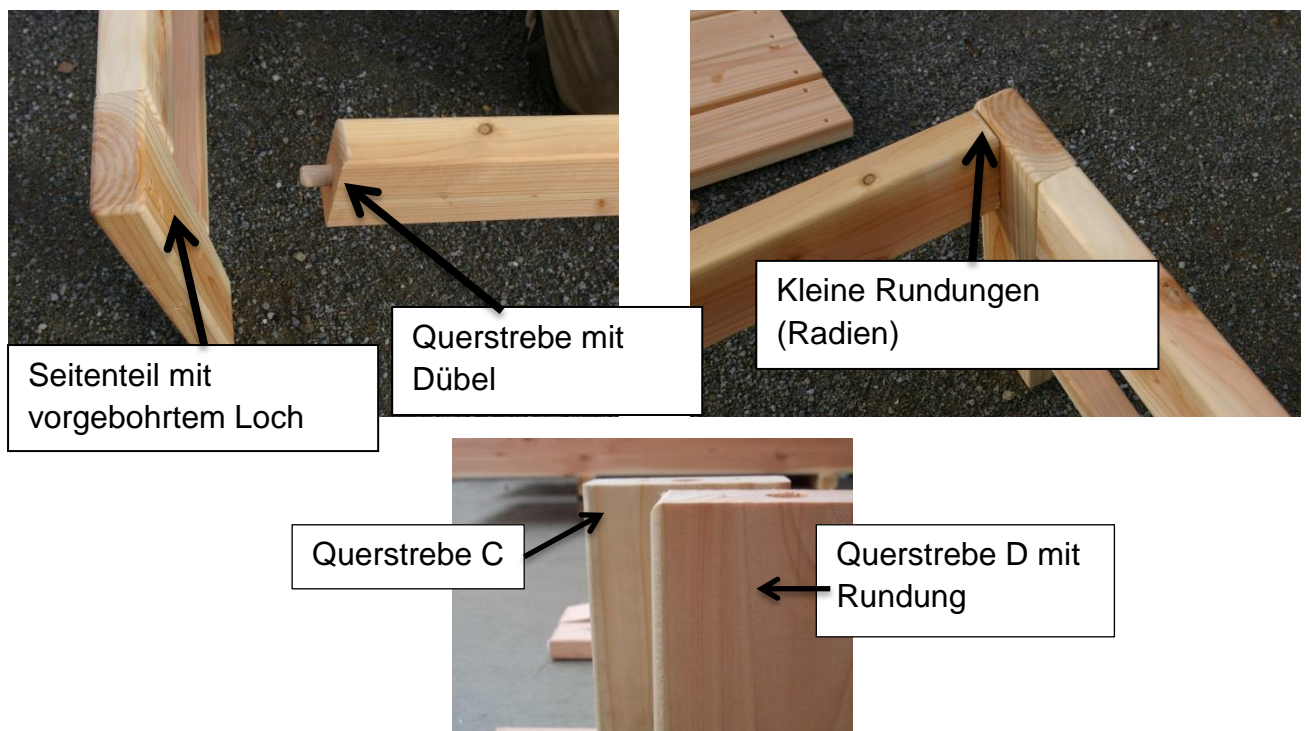 Seitenteil mit
vorgebohrtem Loch
Querstrebe mit
Dübel
Kleine Rundungen
(Radien)
Querstrebe C
Querstrebe D mit
Rundung